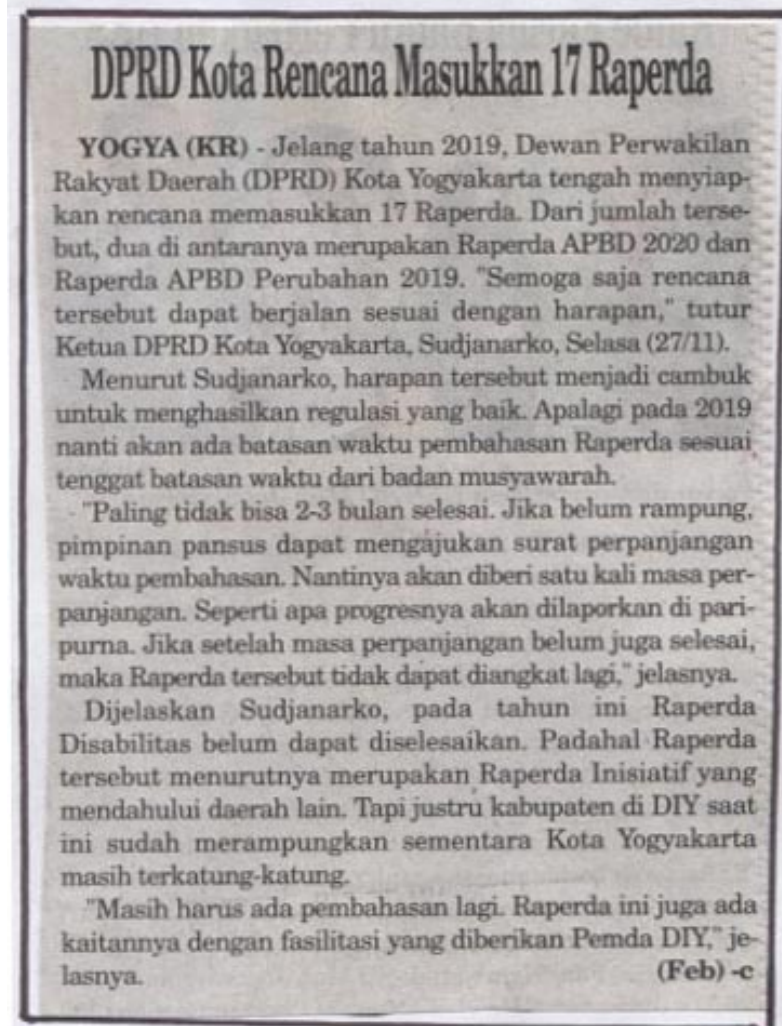 DPRD Kota Rencana Masukkan 17 Raperda
YOGYA (KR) - Jelang tahun 2019, Dewan Perwakilan
Rakyat Daerah (DPRD) Kota Yogyakarta tengah menyiap-
kan rencana memasukkan 17 Raperda. Dari jumlah terse-
but, dua di antaranya merupakan Raperda APBD 2020 dan
Raperda APBD Perubahan 2019. "Semoga saja rencana
tersebut dapat berjalan sesuai dengan harapan," tutur
Ketua DPRD Kota Yogyakarta, Sudjanarko, Selasa (27/11).
Menurut Sudjanarko, harapan tersebut menjadi cambuk
untuk menghasilkan regulasi yang baik. Apalagi pada 2019
nanti akan ada batasan waktu pembahasan Raperda sesuai
tenggat batasan waktu dari badan musyawarah.
"Paling tidak bisa 2-3 bulan selesai. Jika belum rampung,
pimpinan pansus dapat mengajukan surat perpanjangan
waktu pembahasan. Nantinya akan diberi satu kali masa per-
panjangan. Seperti apa progresnya akan dilaporkan di pari-
purna. Jika setelah masa perpanjangan belum juga selesai,
maka Raperda tersebut tidak dapat diangkat lagi," jelasnya.
Dijelaskan Sudjanarko, pada tahun ini Raperda
Disabilitas belum dapat diselesaikan. Padahal Raperda
tersebut menurutnya merupakan Raperda Inisiatif yang
mendahului daerah lain. Tapi justru kabupaten di DIY saat
ini sudah merampungkan sementara Kota Yogyakarta
masih terkatung-katung.
"Masih harus ada pembahasan lagi. Raperda ini juga ada
kaitannya dengan fasilitasi yang diberikan Pemda DIY," je-
lasnya. (Feb) -c